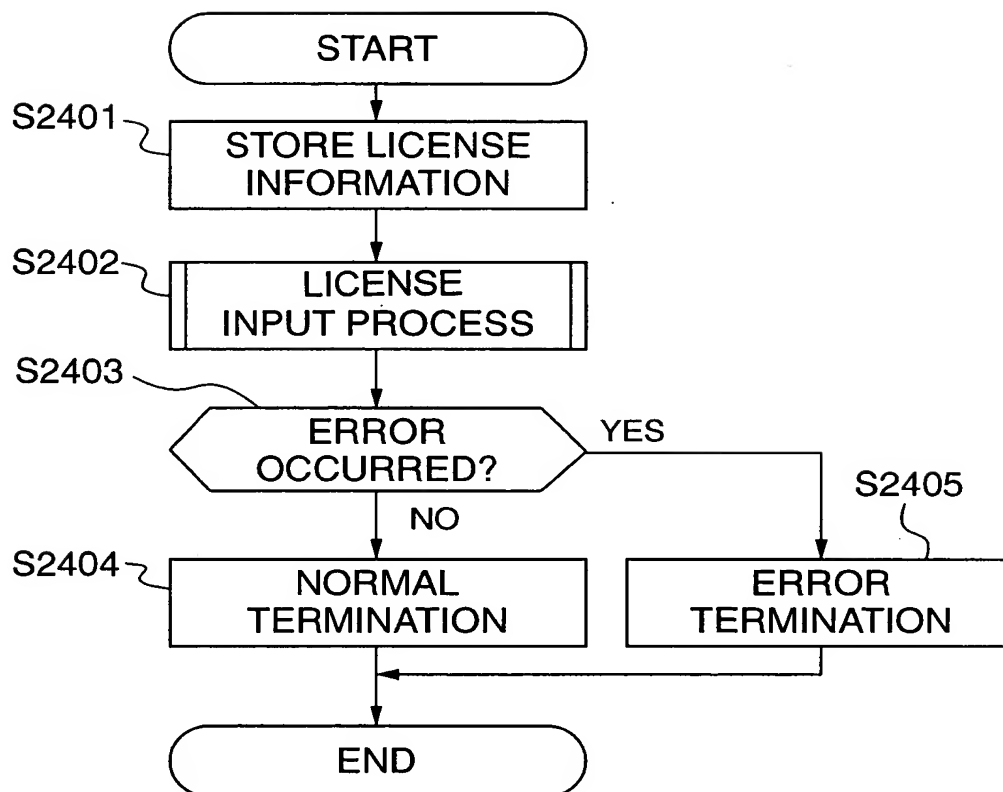 START
S2401
STORE LICENSE
INFORMATION
S2402
LICENSE
INPUT PROCESS
S2403
ERROR
OCCURRED?
YES
NO
S2404
NORMAL
TERMINATION
S2405
ERROR
TERMINATION
END